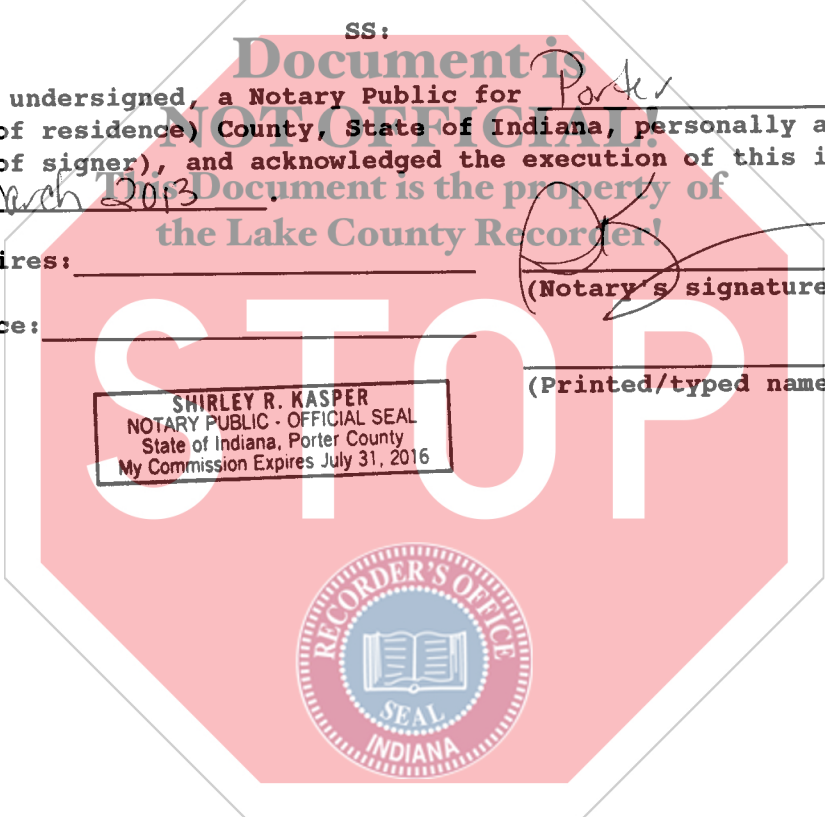 SS:
Document is
undersigned, a Notary Public for Porter
NOT OFFICIAL!
of residence) County, State of Indiana, personally a
of signer), and acknowledged the execution of this i
March 2013.
This Document is the property of
the Lake County Recorder!
ires:
(Notary's signature
ce:
STOP
(Printed/typed name
SHIRLEY R. KASPER
NOTARY PUBLIC - OFFICIAL SEAL
State of Indiana, Porter County
My Commission Expires July 31, 2016
RECORDER'S OFFICE
SEAL
INDIANA